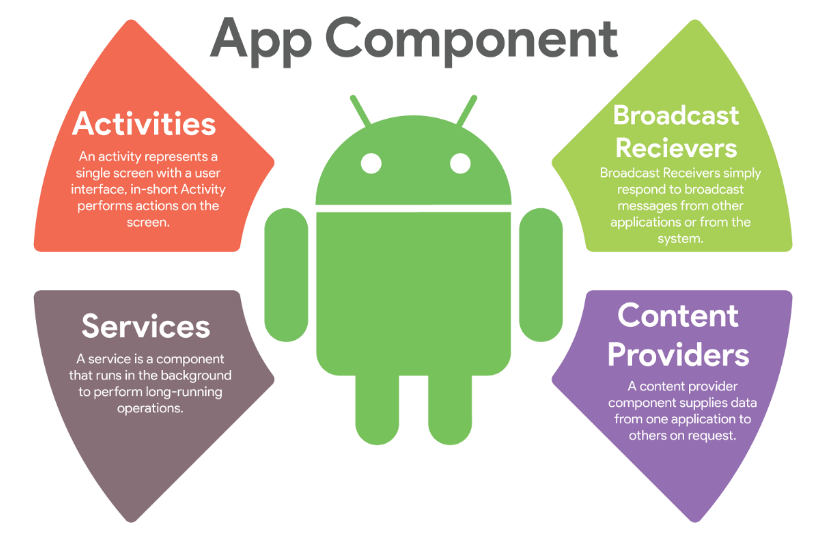 App Component
Activities
An activity represents a
single screen with a user
interface, in-short Activity
performs actions on the
screen.
Broadcast
Recievers
Broadcast Receivers simply
respond to broadcast
messages from other
applications or from the
system.
Services
A service is a component
that runs in the background
to perform long-running
operations.
Content
Providers
A content provider
component supplies data
from one application to
others on request.